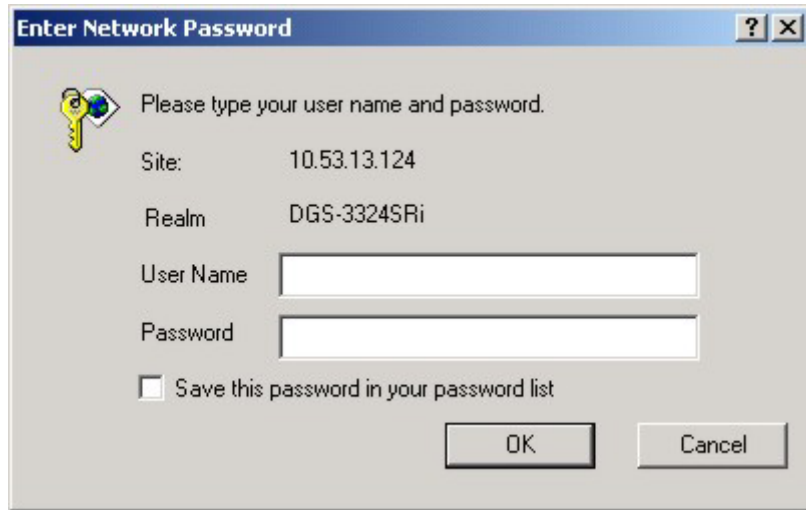 Enter Network Password
Please type your user name and password.
Site: 10.53.13.124
Realm DGS-3324SRi
User Name
Password
Save this password in your password list
OK Cancel